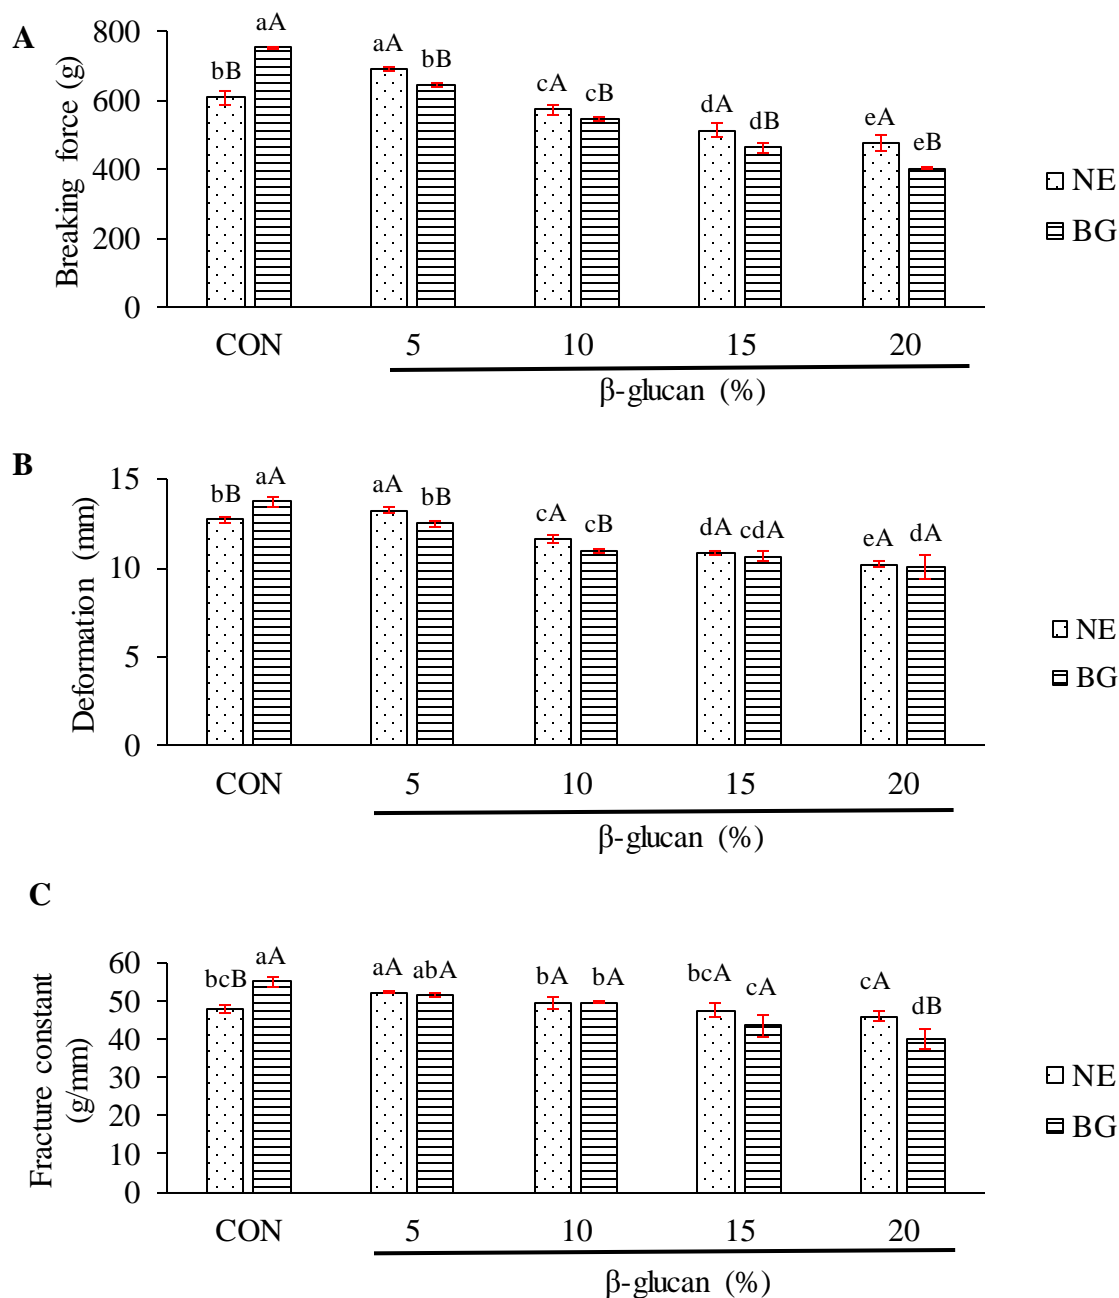 A
Breaking force (g)
800
600
400
200
0
aA
bB
aA
bB
cA
cB
dA
dB
eA
eB
CON
5
10
15
20
β-glucan (%)
NE
BG
B
Deformation (mm)
15
10
5
0
bB
aA
aA
bB
cA
cB
dA
cdA
eA
dA
CON
5
10
15
20
β-glucan (%)
NE
BG
C
Fracture constant
(g/mm)
60
50
40
30
20
10
0
bcB
aA
aA
abA
bA
bA
bcA
cA
cA
dB
CON
5
10
15
20
β-glucan (%)
NE
BG